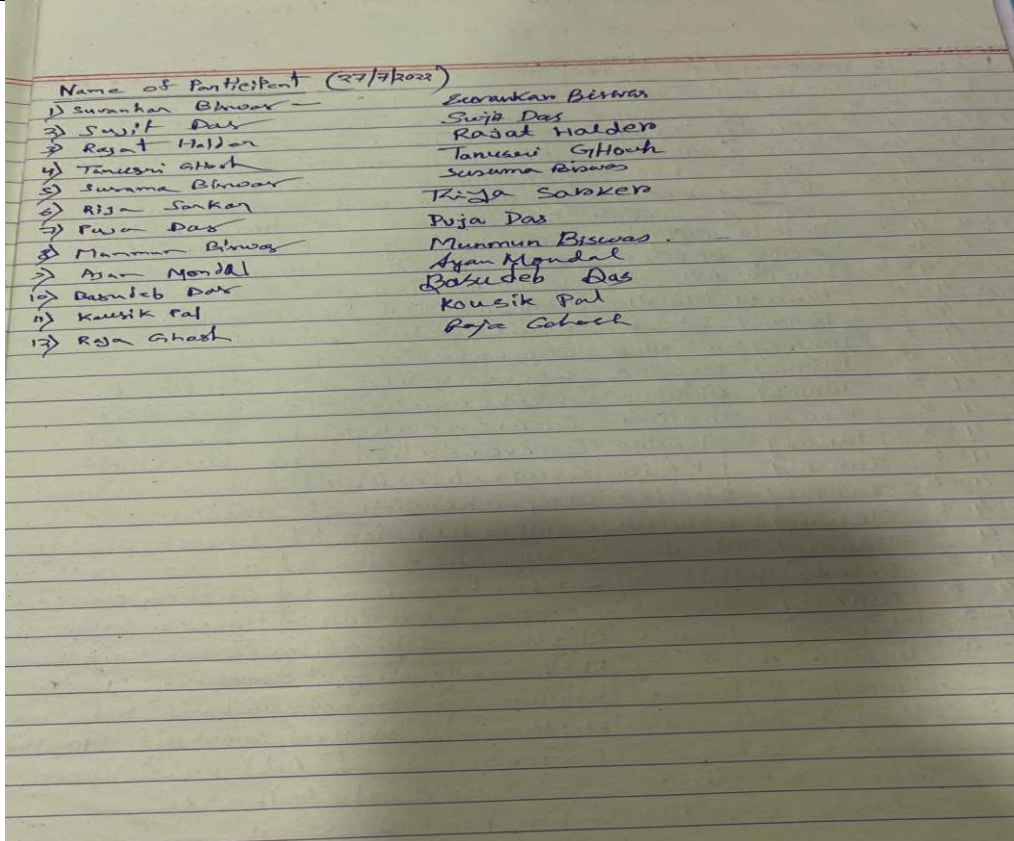 Name of Participent (27/7/2022)
1) Suvankar Biswas — Suvankar Biswas
2) Sujit Das Sujit Das
3) Rajat Halder Rajat Halder
4) Tanusri Ghosh Tanusri GHosh
5) Susama Biswas Susuma Biswas
6) Riya Sarkar Riya Sarker
7) Puja Das Puja Das
8) Munmun Biswas Munmun Biswas.
9) Ayan Mondal Ayan Mondal
10) Basudeb Das Basudeb Das
11) Kausik Pal Kousik Pal
12) Raja Ghosh Raja Gohosh